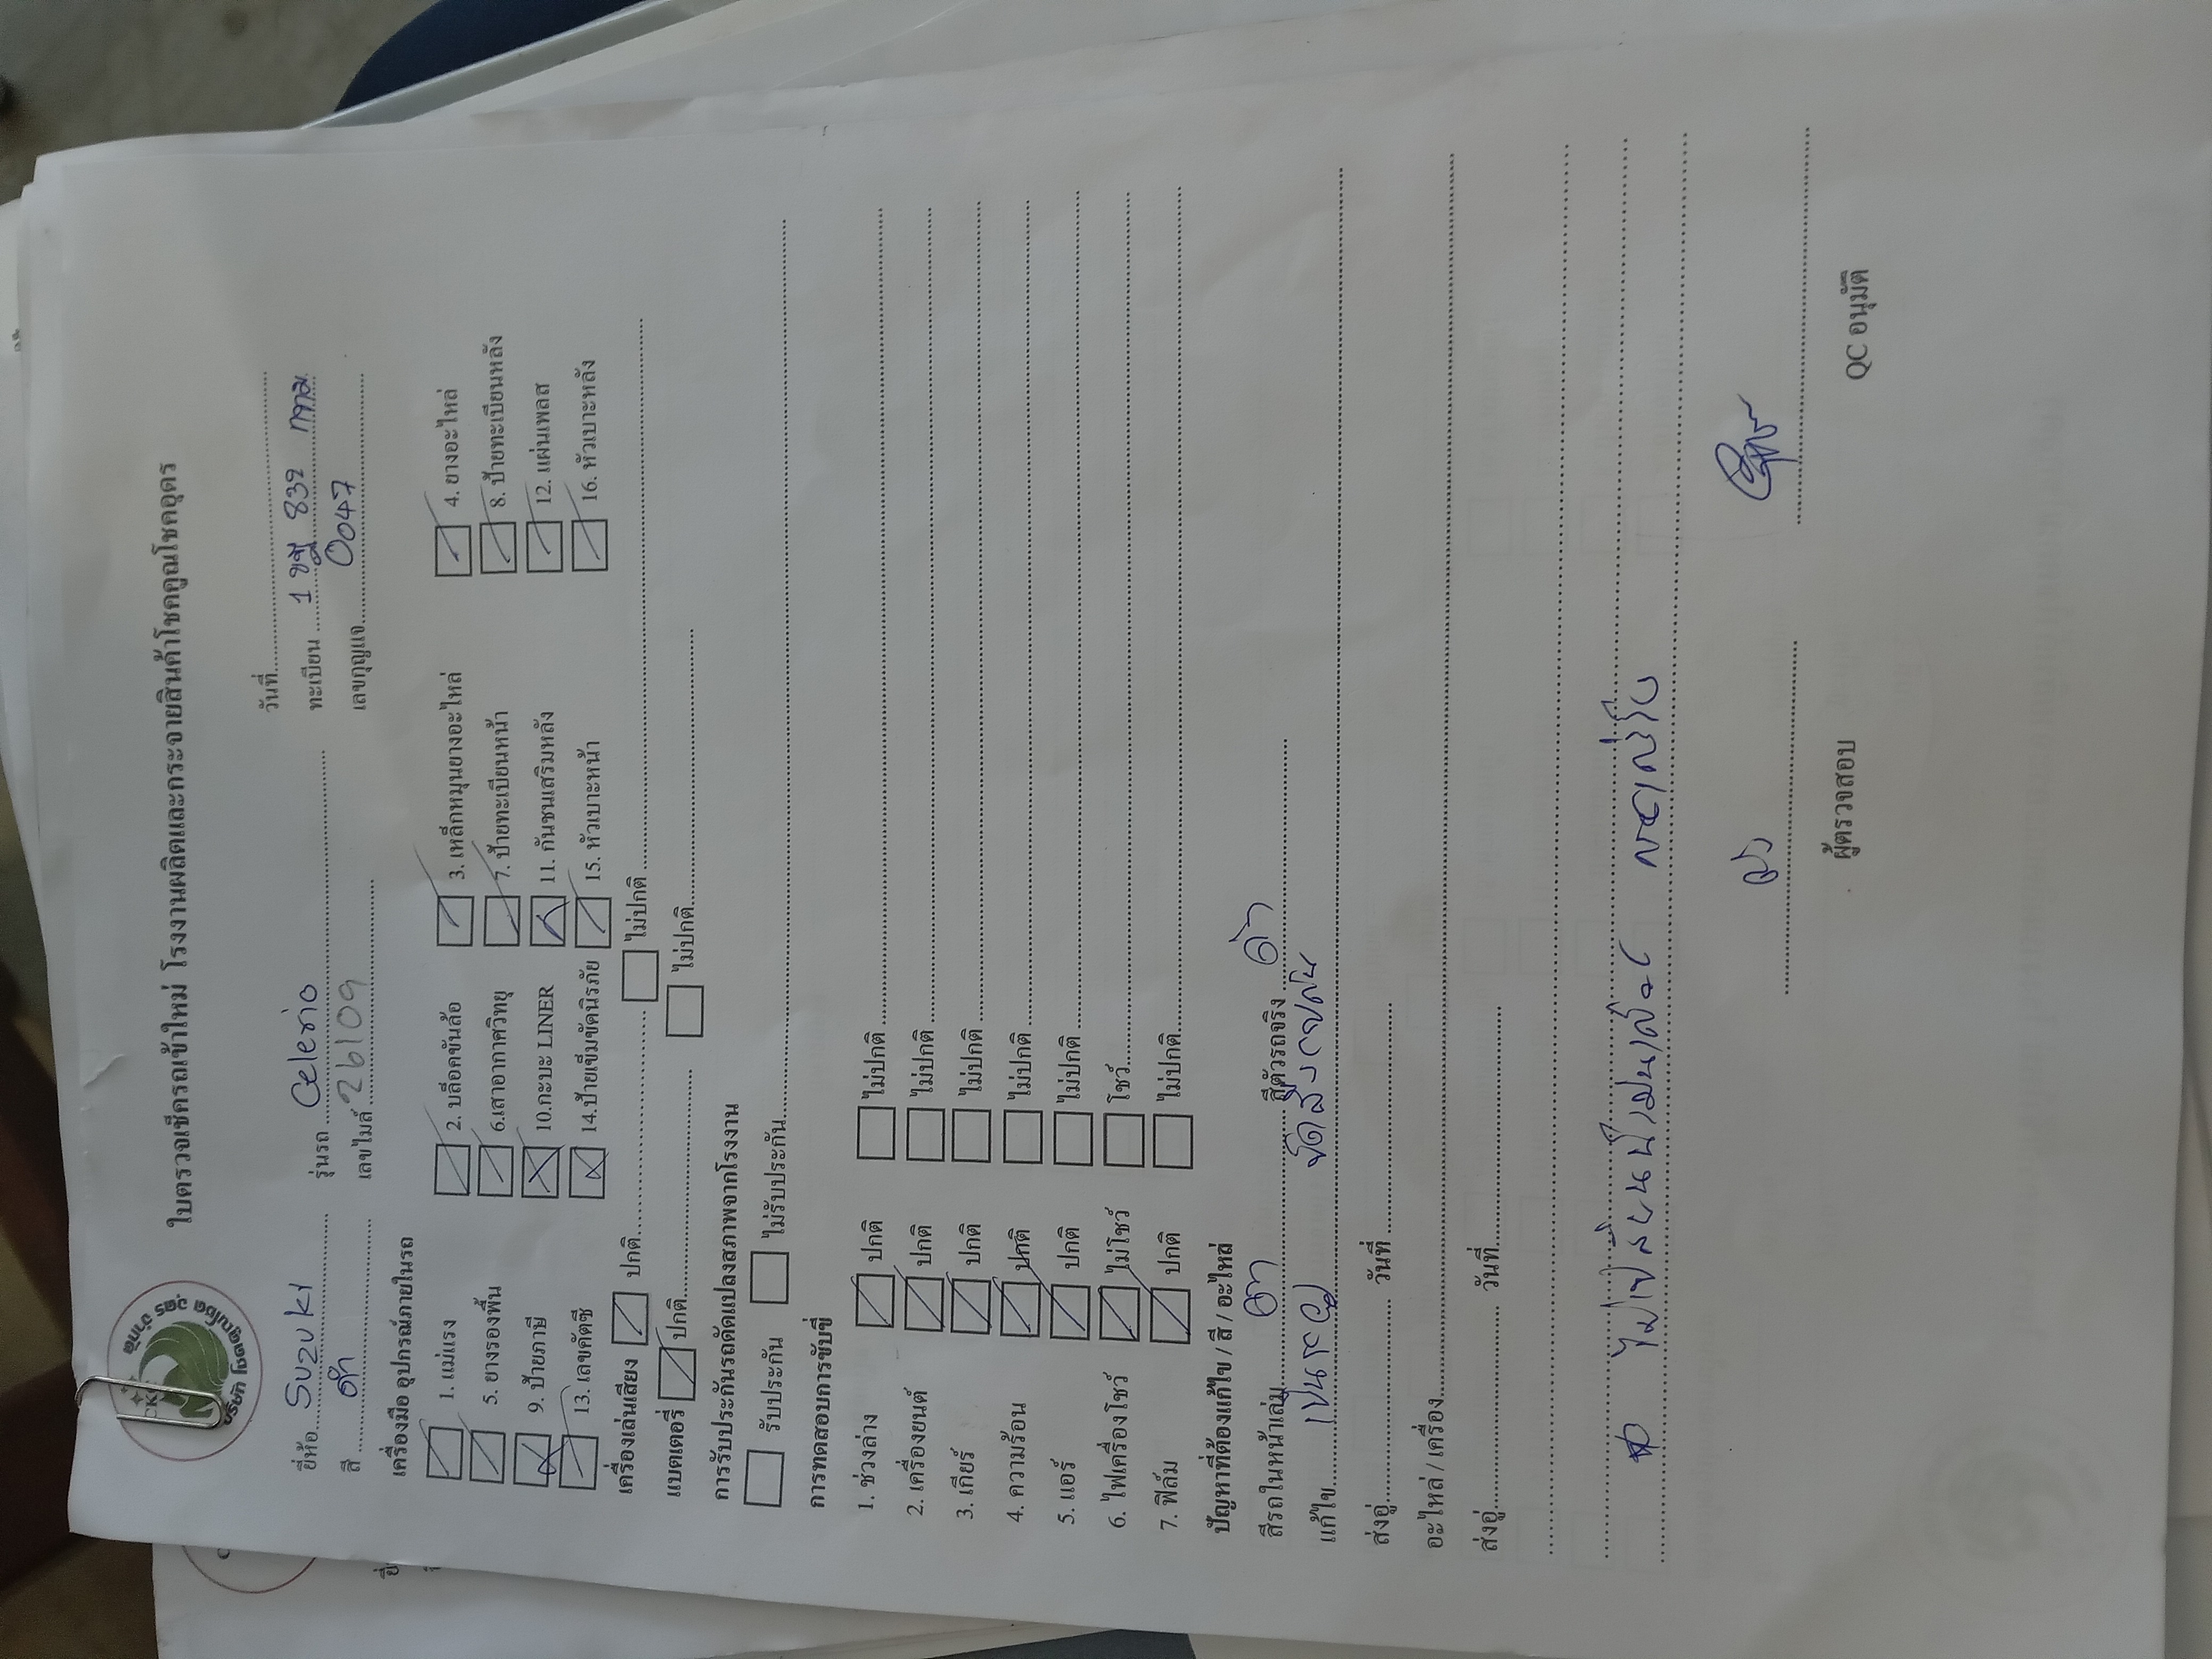 บริษัท โชคคูณโชค อุดร จำกัด
ใบตรวจเช็ครถเข้าใหม่ โรงงานผลิตและกระจายสินค้าโชคคูณโชคอุดร
วันที่
ยี่ห้อ Suzuki รุ่นรถ Celerio ทะเบียน 839 กทม
สี ดำ เลขไมล์ 26109 เลขกุญแจ 0047
เครื่องมือ อุปกรณ์ภายในรถ
1. แม่แรง 2. บล็อคขันล้อ 3. เหล็กหมุนยางอะไหล่ 4. ยางอะไหล่
5. ยางรองพื้น 6.เสาอากาศวิทยุ 7. ป้ายทะเบียนหน้า 8. ป้ายทะเบียนหลัง
9. ป้ายภาษี 10.กะบะ LINER 11. กันชนเสริมหลัง 12. แผ่นเพลส
13. เลขคัตซี 14.ป้ายเข็มขัดนิรภัย 15. หัวเบาะหน้า 16. หัวเบาะหลัง
เครื่องเล่นเสียง ปกติ ไม่ปกติ
แบตเตอรี่ ปกติ ไม่ปกติ
การรับประกันรถดัดแปลงสภาพจากโรงงาน
รับประกัน ไม่รับประกัน
การทดสอบการขับขี่
1. ช่วงล่าง ปกติ ไม่ปกติ
2. เครื่องยนต์ ปกติ ไม่ปกติ
3. เกียร์ ปกติ ไม่ปกติ
4. ความร้อน ปกติ ไม่ปกติ
5. แอร์ ปกติ ไม่ปกติ
6. ไฟเครื่องโชว์ ไม่โชว์ โชว์
7. ฟิล์ม ปกติ ไม่ปกติ
ปัญหาที่ต้องแก้ไข / สี / อะไหล่
สีรถในหน้าเล่ม ดำ สีตัวรถจริง ดำ
แก้ไข
ส่งอู่ วันที่
อะไหล่ / เครื่อง
ส่งอู่ วันที่
ผู้ตรวจสอบ QC อนุมัติ